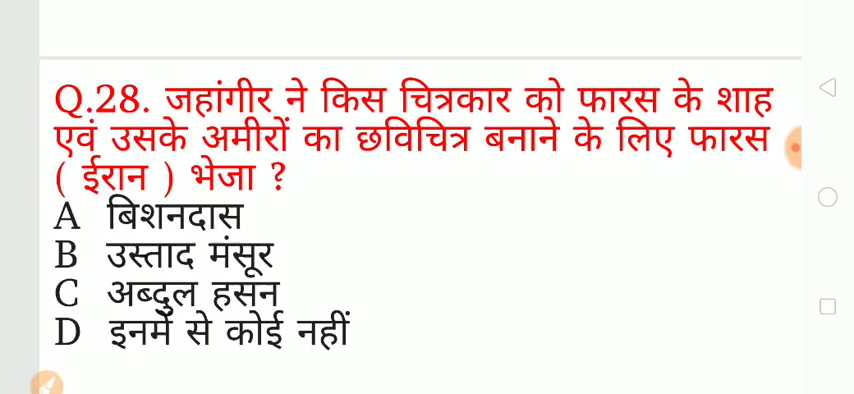 Q.28. जहांगीर ने किस चित्रकार को फारस के शाह
एवं उसके अमीरों का छविचित्र बनाने के लिए फारस
( ईरान ) भेजा ?
A बिशनदास
B उस्ताद मंसूर
C अब्दुल हसन
D इनमें से कोई नहीं